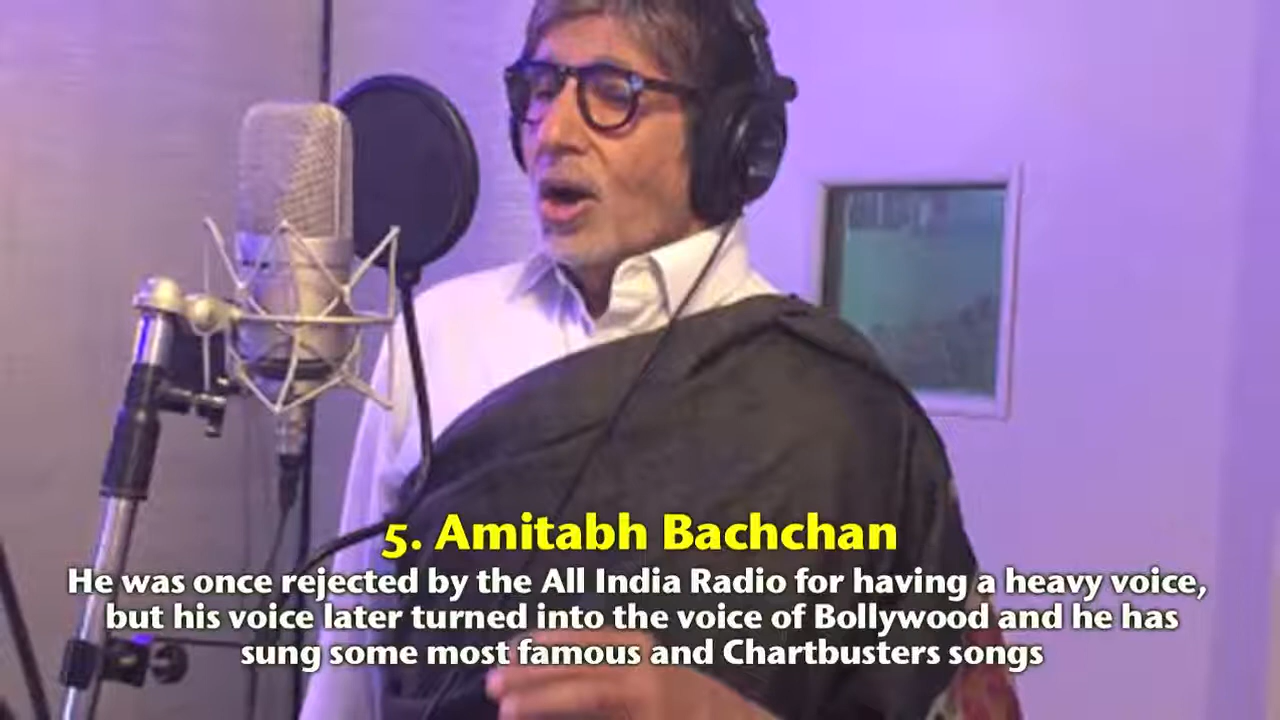 5. Amitabh Bachchan
He was once rejected by the All India Radio for having a heavy voice,
but his voice later turned into the voice of Bollywood and he has
sung some most famous and Chartbusters songs